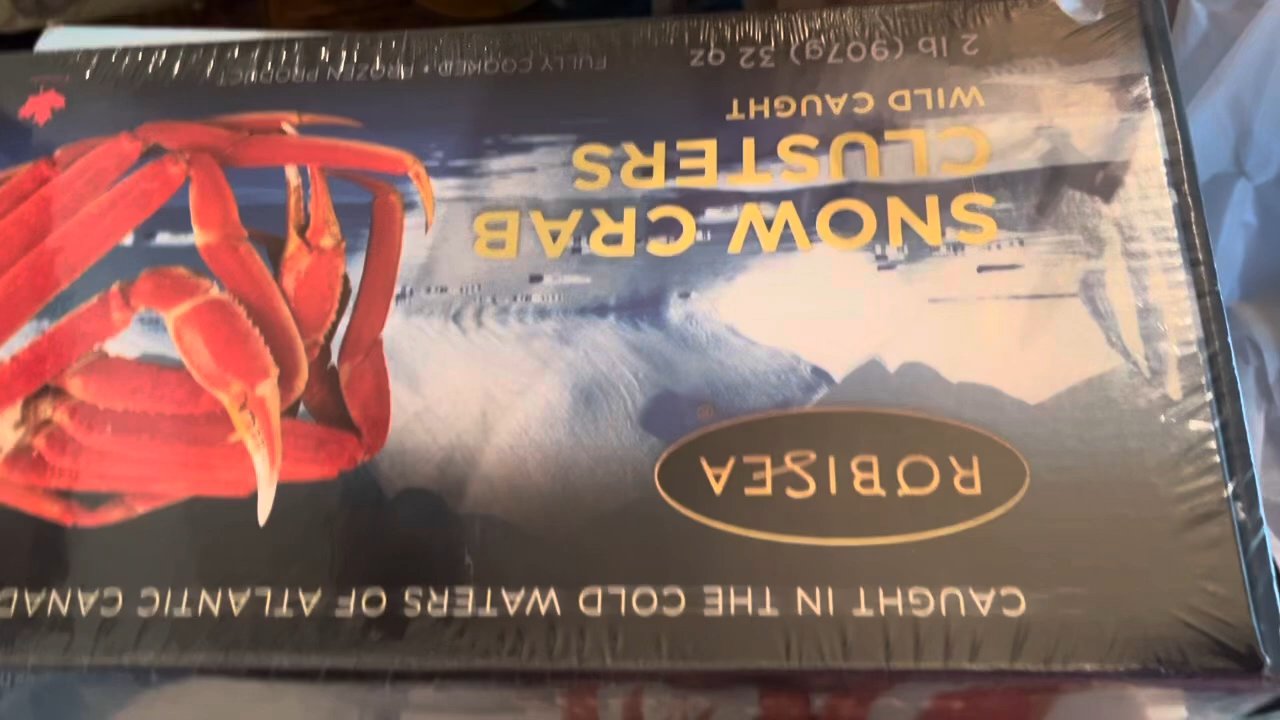 CAUGHT IN THE COLD WATERS OF ATLANTIC CANAD
ROBISEA
®
SNOW CRAB
CLUSTERS
WILD CAUGHT
2 lb (907g) 32 oz
FULLY COOKED • FROZEN PRODUCT